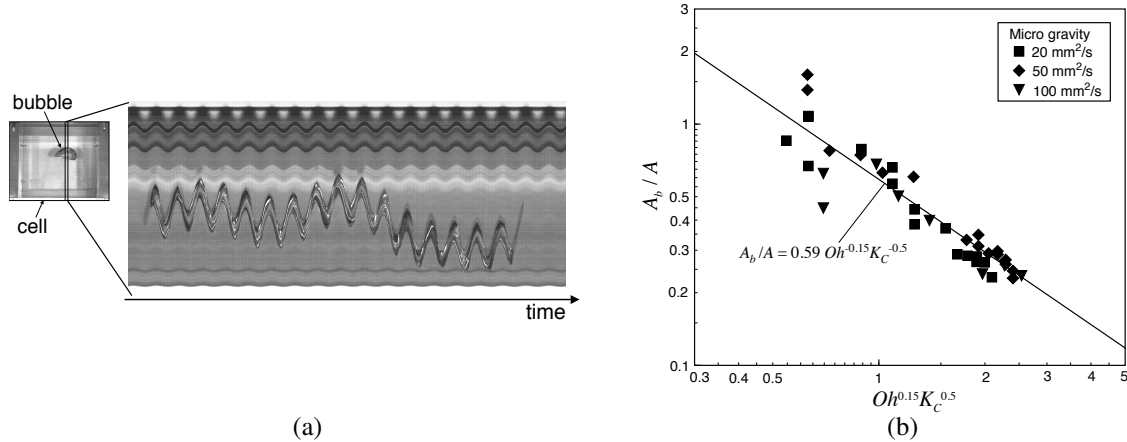 bubble
cell
time
(a)
3
2
1
0.5
0.4
0.3
0.2
0.1
A_b / A
Micro gravity
20 mm²/s
50 mm²/s
100 mm²/s
A_b/A = 0.59 Oh^-0.15 K_C^-0.5
0.3 0.4 0.5 1 2 3 4 5
Oh^0.15 K_C^0.5
(b)